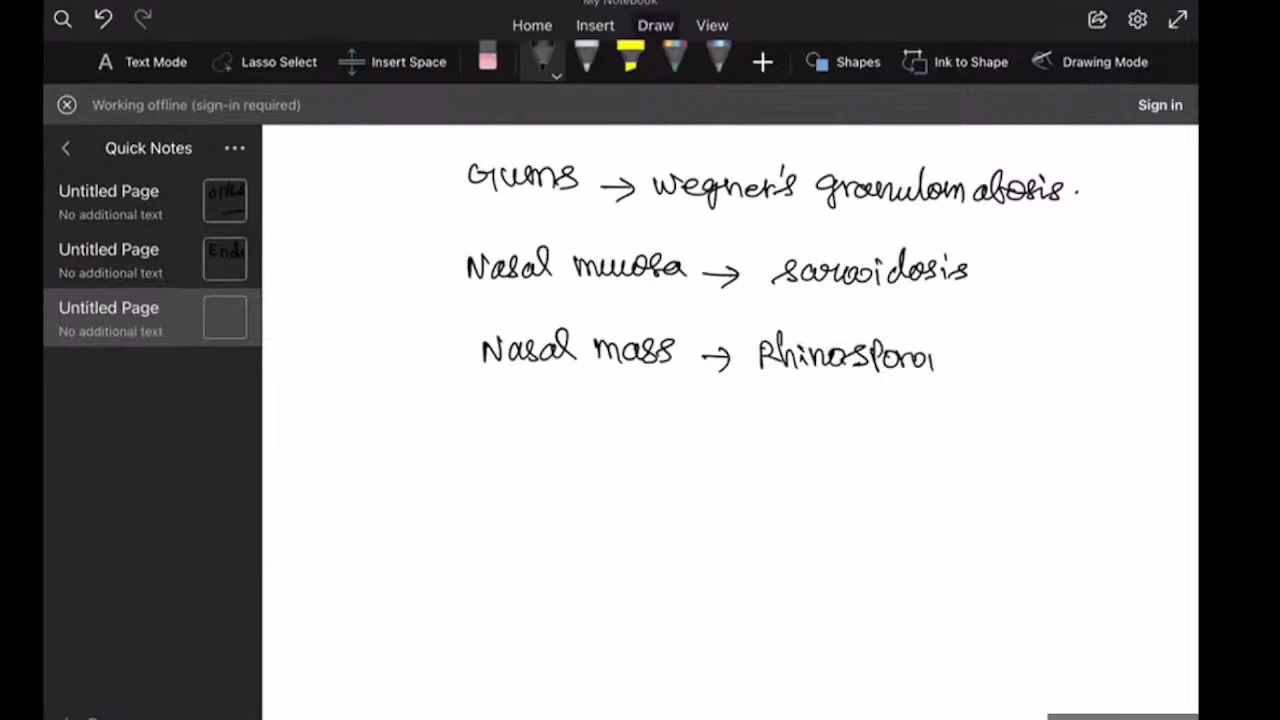 My Notebook
Home Insert Draw View
Text Mode Lasso Select Insert Space Shapes Ink to Shape Drawing Mode
Working offline (sign-in required) Sign in
Quick Notes
Untitled Page
No additional text
Untitled Page
No additional text
Untitled Page
No additional text
Gums → Wegner's granulomatosis.
Nasal mucosa → sarcoidosis
Nasal mass → Rhinosporoi